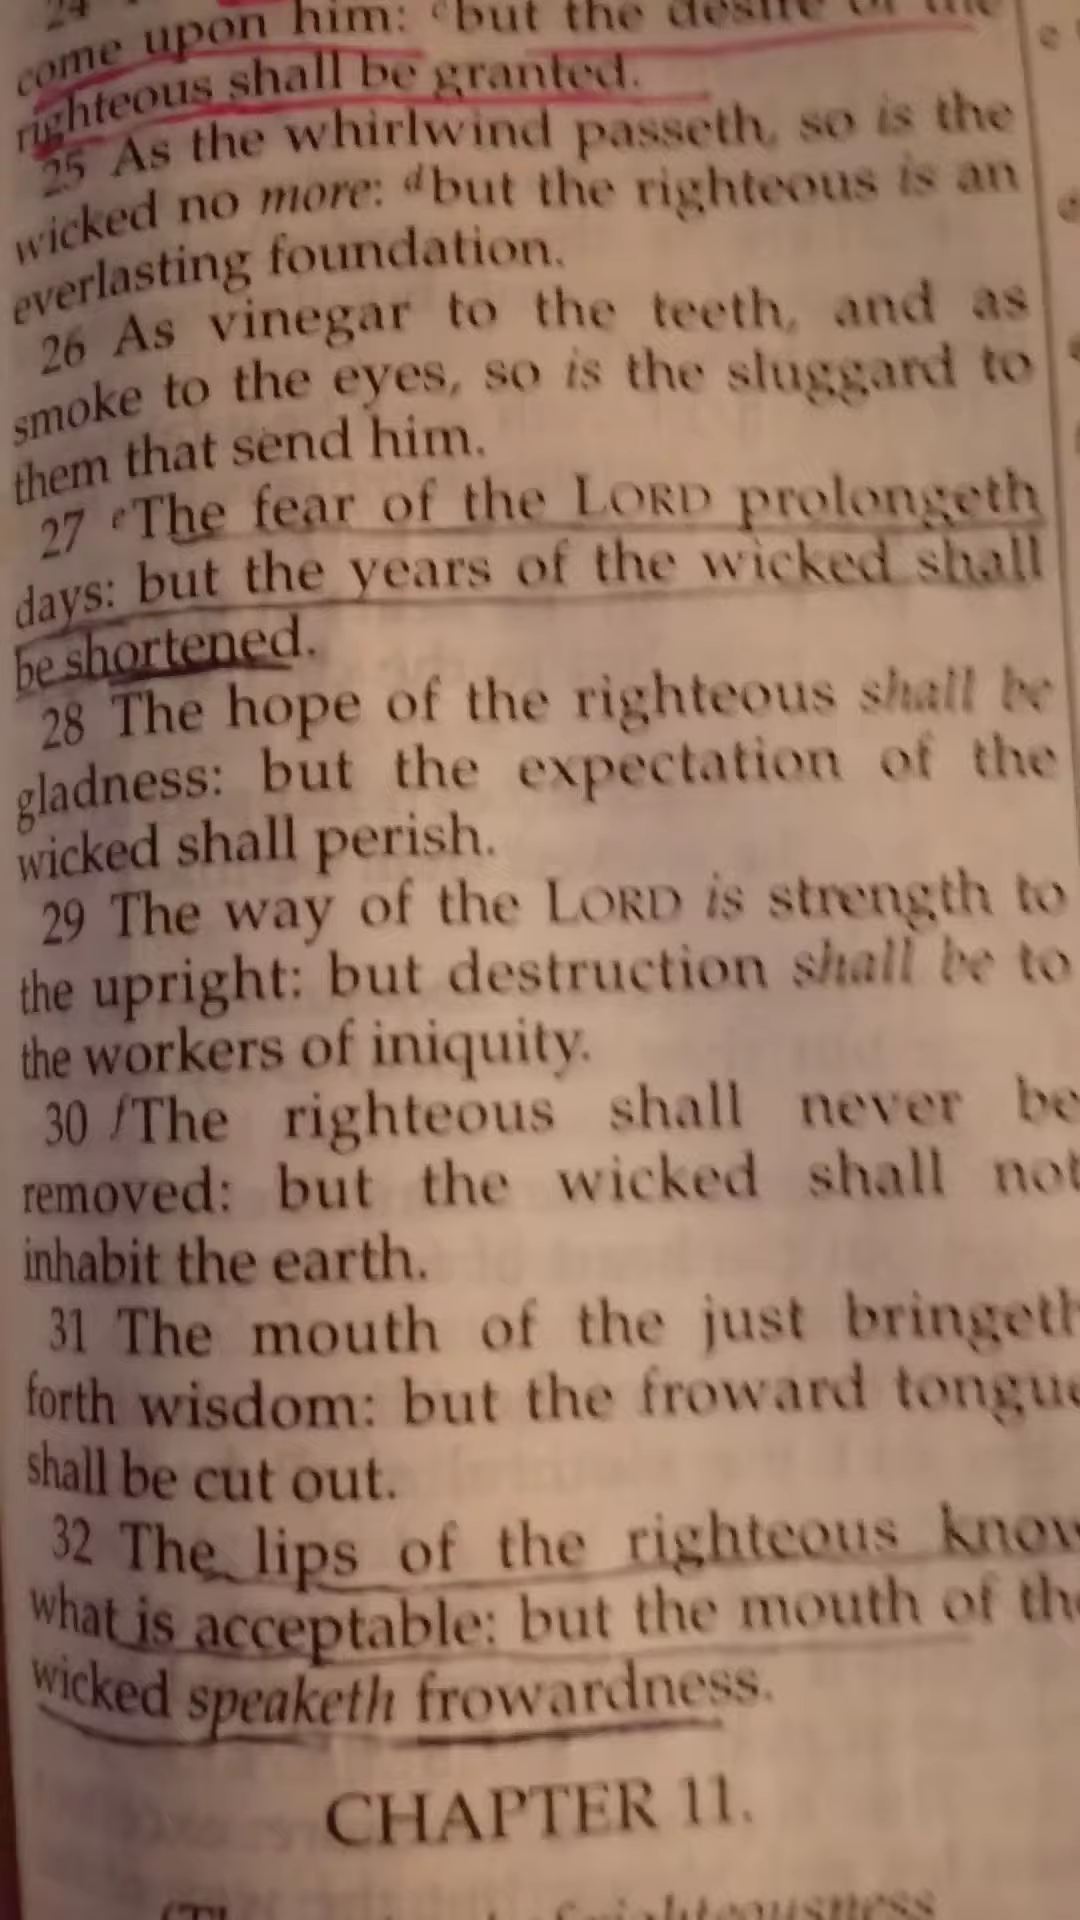 24
come upon him: c but the desire of the
righteous shall be granted.
25 As the whirlwind passeth, so is the
wicked no more: d but the righteous is an
everlasting foundation.
26 As vinegar to the teeth, and as
smoke to the eyes, so is the sluggard to
them that send him.
27 e The fear of the LORD prolongeth
days: but the years of the wicked shall
be shortened.
28 The hope of the righteous shall be
gladness: but the expectation of the
wicked shall perish.
29 The way of the LORD is strength to
the upright: but destruction shall be to
the workers of iniquity.
30 f The righteous shall never be
removed: but the wicked shall not
inhabit the earth.
31 The mouth of the just bringeth
forth wisdom: but the froward tongue
shall be cut out.
32 The lips of the righteous know
what is acceptable: but the mouth of the
wicked speaketh frowardness.
CHAPTER 11.